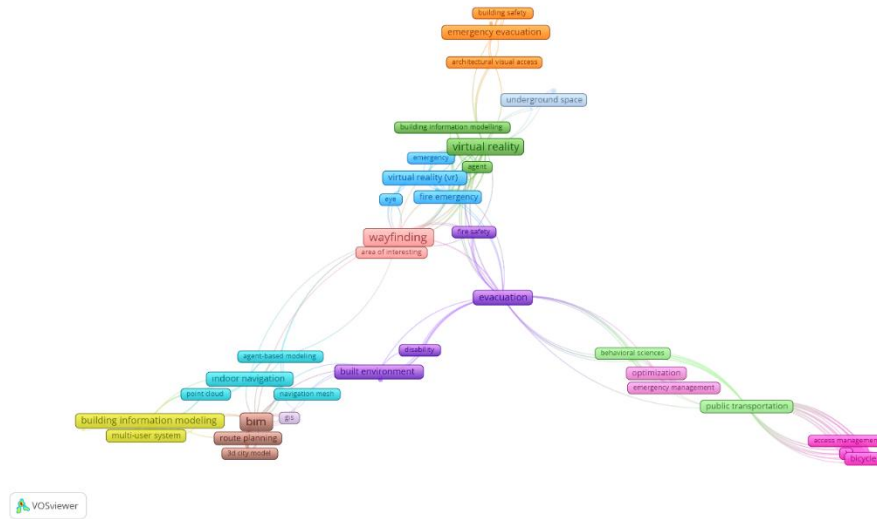 building safety
emergency evacuation
architectural visual access
underground space
building information modelling
virtual reality
emergency
agent
virtual reality (vr)
eye
fire emergency
fire safety
wayfinding
area of interesting
evacuation
disability
agent-based modeling
built environment
behavioral sciences
indoor navigation
optimization
point cloud
navigation mesh
emergency management
public transportation
building information modeling
bim
gis
multi-user system
route planning
access management
3d city model
bicycle
VOSviewer